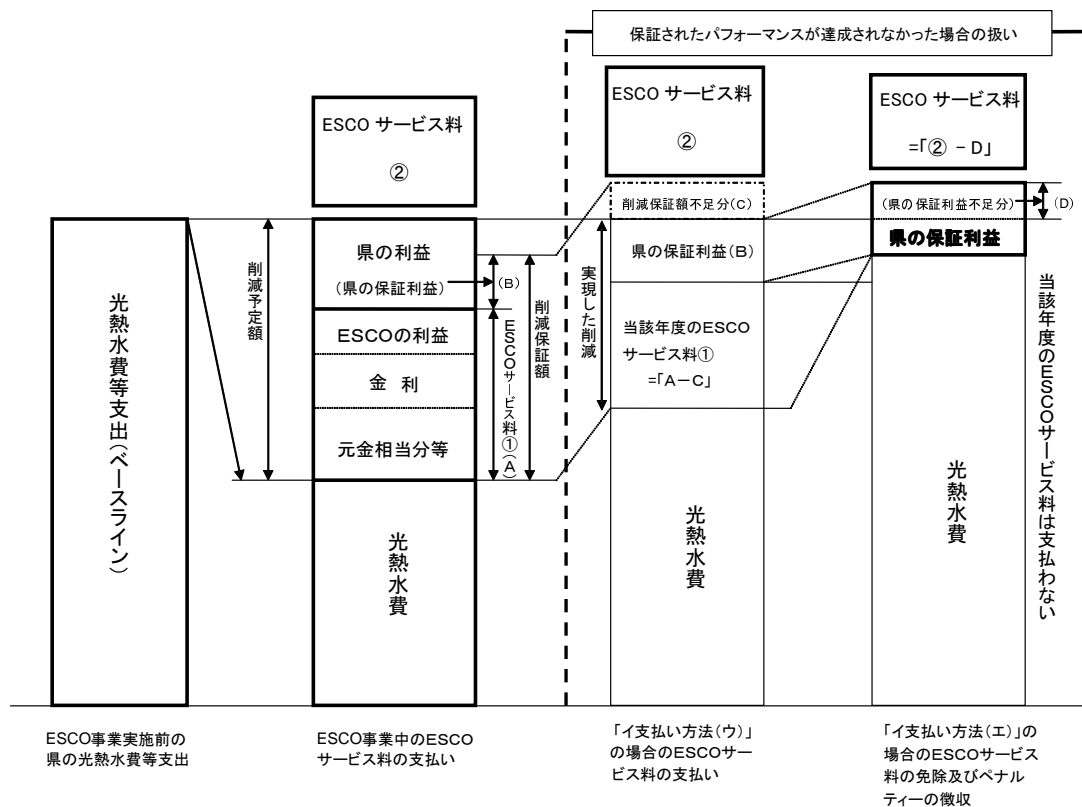 保証されたパフォーマンスが達成されなかった場合の扱い
光熱水費等支出(ベースライン)
ESCO事業実施前の
県の光熱水費等支出
ESCO サービス料
②
削減予定額
県の利益
(県の保証利益)
(B)
ESCOの利益
金 利
元金相当分等
ESCOサービス料①(A)
削減保証額
光熱水費
ESCO事業中のESCO
サービス料の支払い
ESCO サービス料
②
削減保証額不足分(C)
実現した削減
県の保証利益(B)
当該年度のESCO
サービス料①
=「A-C」
光熱水費
「イ支払い方法(ウ)」
の場合のESCOサー
ビス料の支払い
ESCO サービス料
=「② - D」
(県の保証利益不足分)
(D)
県の保証利益
光熱水費
当該年度のESCOサービス料は支払わない
「イ支払い方法(エ)」の
場合のESCOサービス
料の免除及びペナル
ティーの徴収